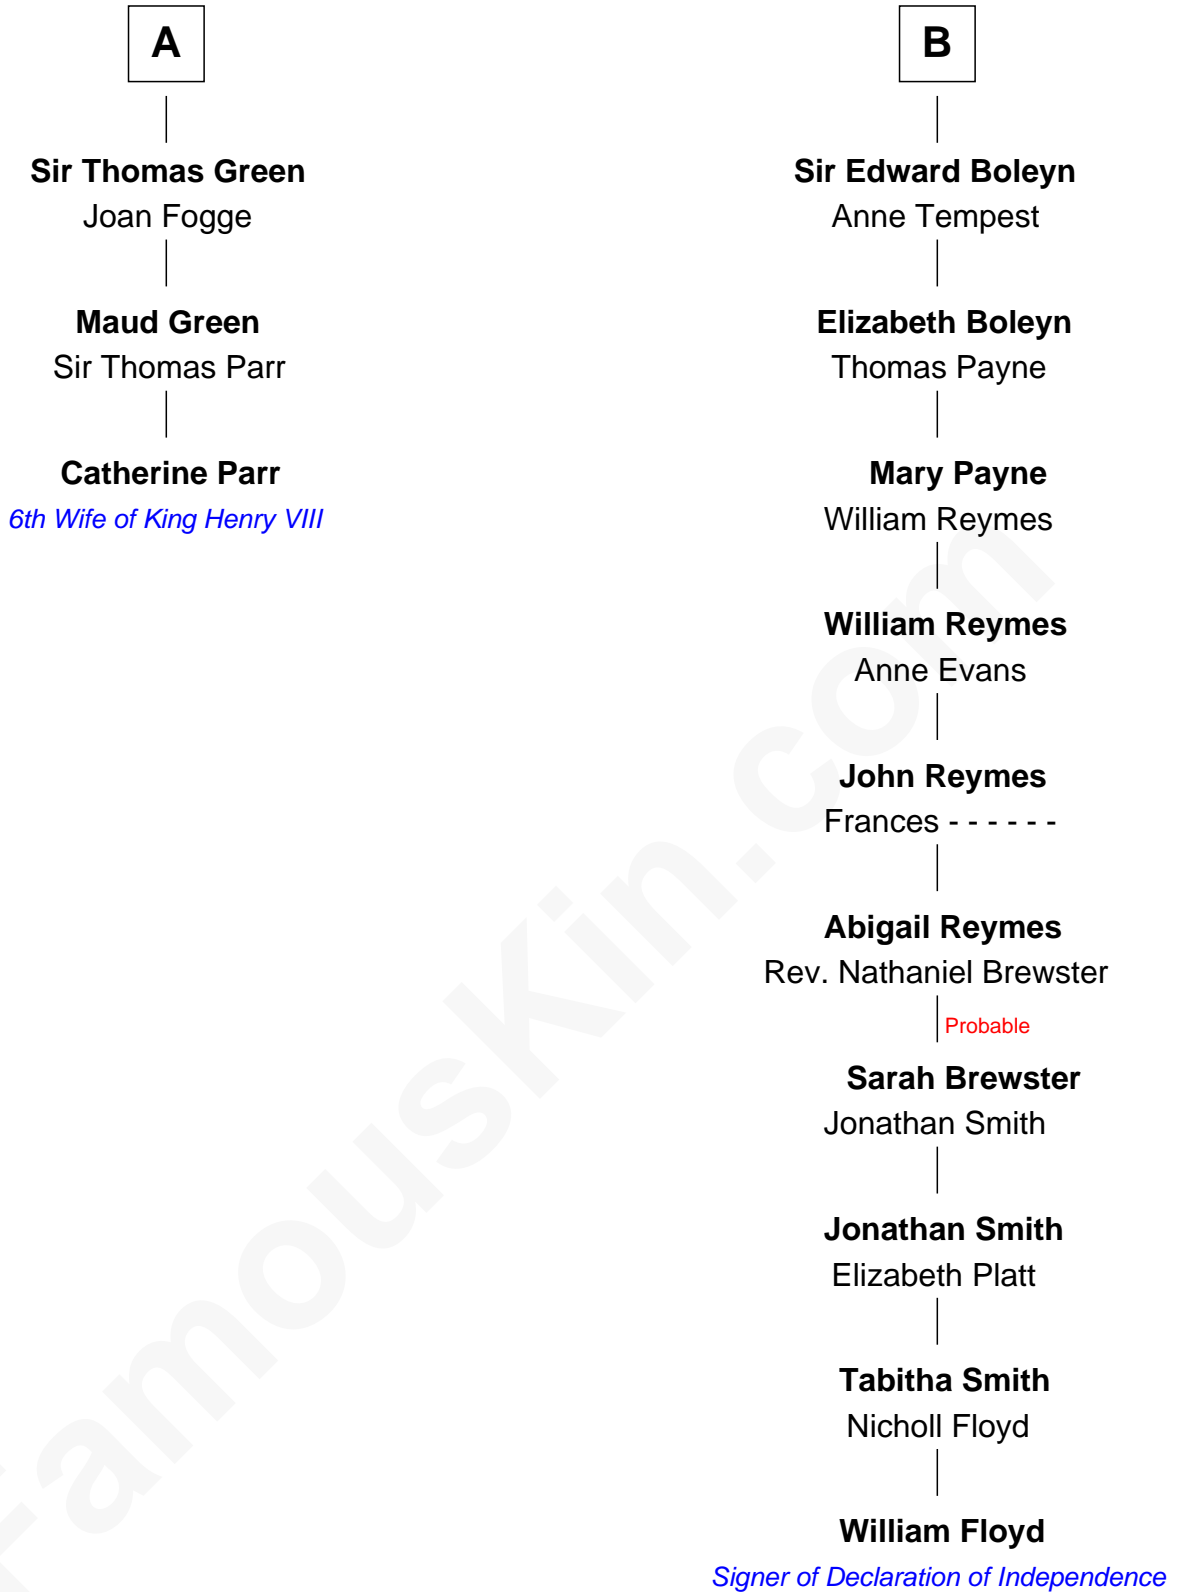 A
Sir Thomas Green
Joan Fogge
Maud Green
Sir Thomas Parr
Catherine Parr
6th Wife of King Henry VIII
B
Sir Edward Boleyn
Anne Tempest
Elizabeth Boleyn
Thomas Payne
Mary Payne
William Reymes
William Reymes
Anne Evans
John Reymes
Frances - - - - - -
Abigail Reymes
Rev. Nathaniel Brewster
Probable
Sarah Brewster
Jonathan Smith
Jonathan Smith
Elizabeth Platt
Tabitha Smith
Nicholl Floyd
William Floyd
Signer of Declaration of Independence
FamousKin.com